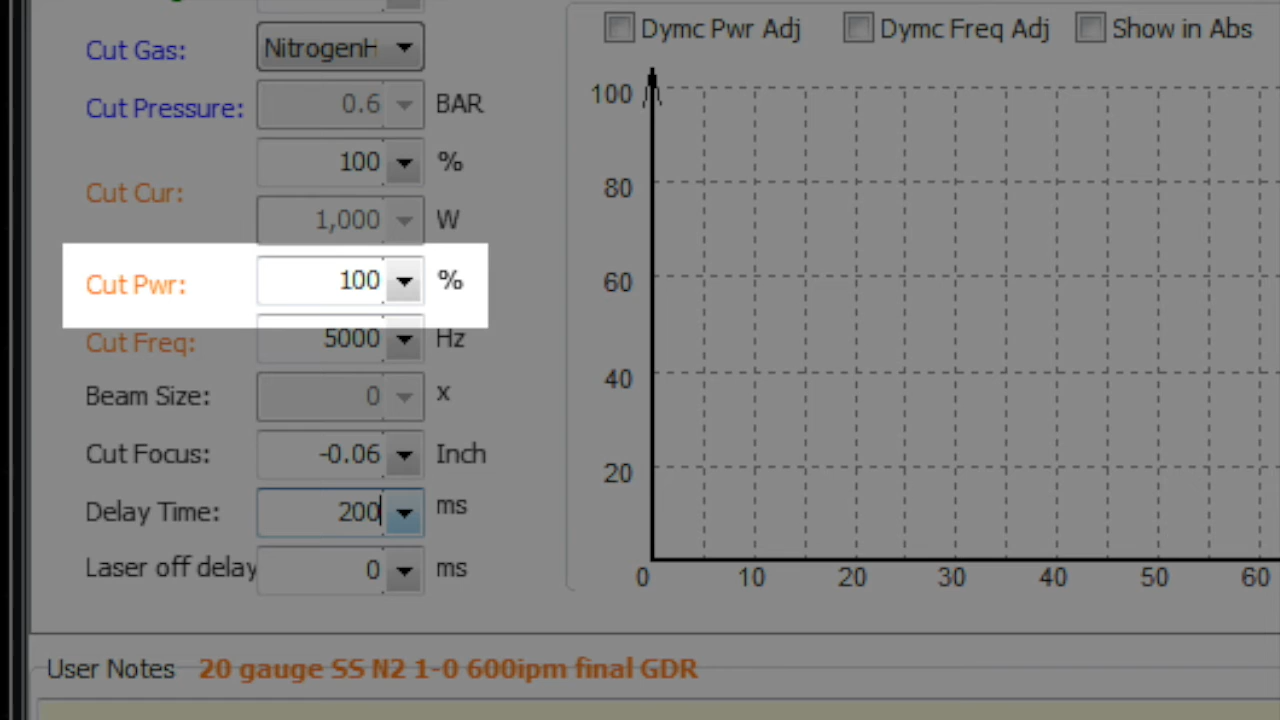 Cut Gas: NitrogenH
Cut Pressure: 0.6 BAR
100 %
Cut Cur:
1,000 W
Cut Pwr: 100 %
Cut Freq: 5000 Hz
Beam Size: 0 x
Cut Focus: -0.06 Inch
Delay Time: 200 ms
Laser off delay 0 ms
Dymc Pwr Adj Dymc Freq Adj Show in Abs
100
80
60
40
20
0 10 20 30 40 50 60
User Notes 20 gauge SS N2 1-0 600ipm final GDR